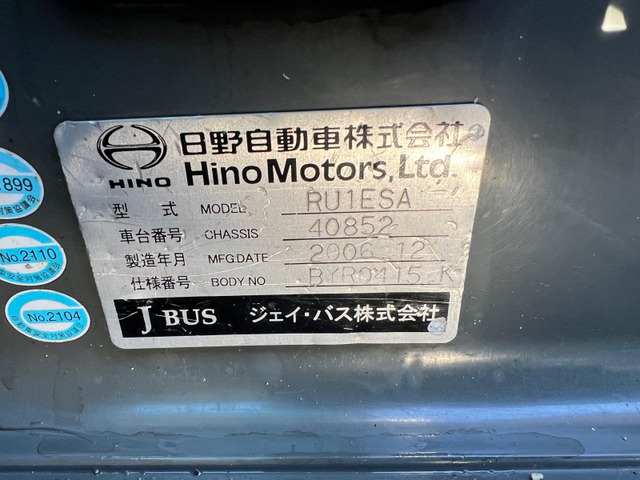 日野自動車株式会社
HINO
Hino Motors, Ltd.
型 式 MODEL RU1ESA
車台番号 CHASSIS 40852
製造年月 MFG.DATE 2006 12
仕様番号 BODY NO
J BUS ジェイ・バス株式会社
899
No.2110
No.2104